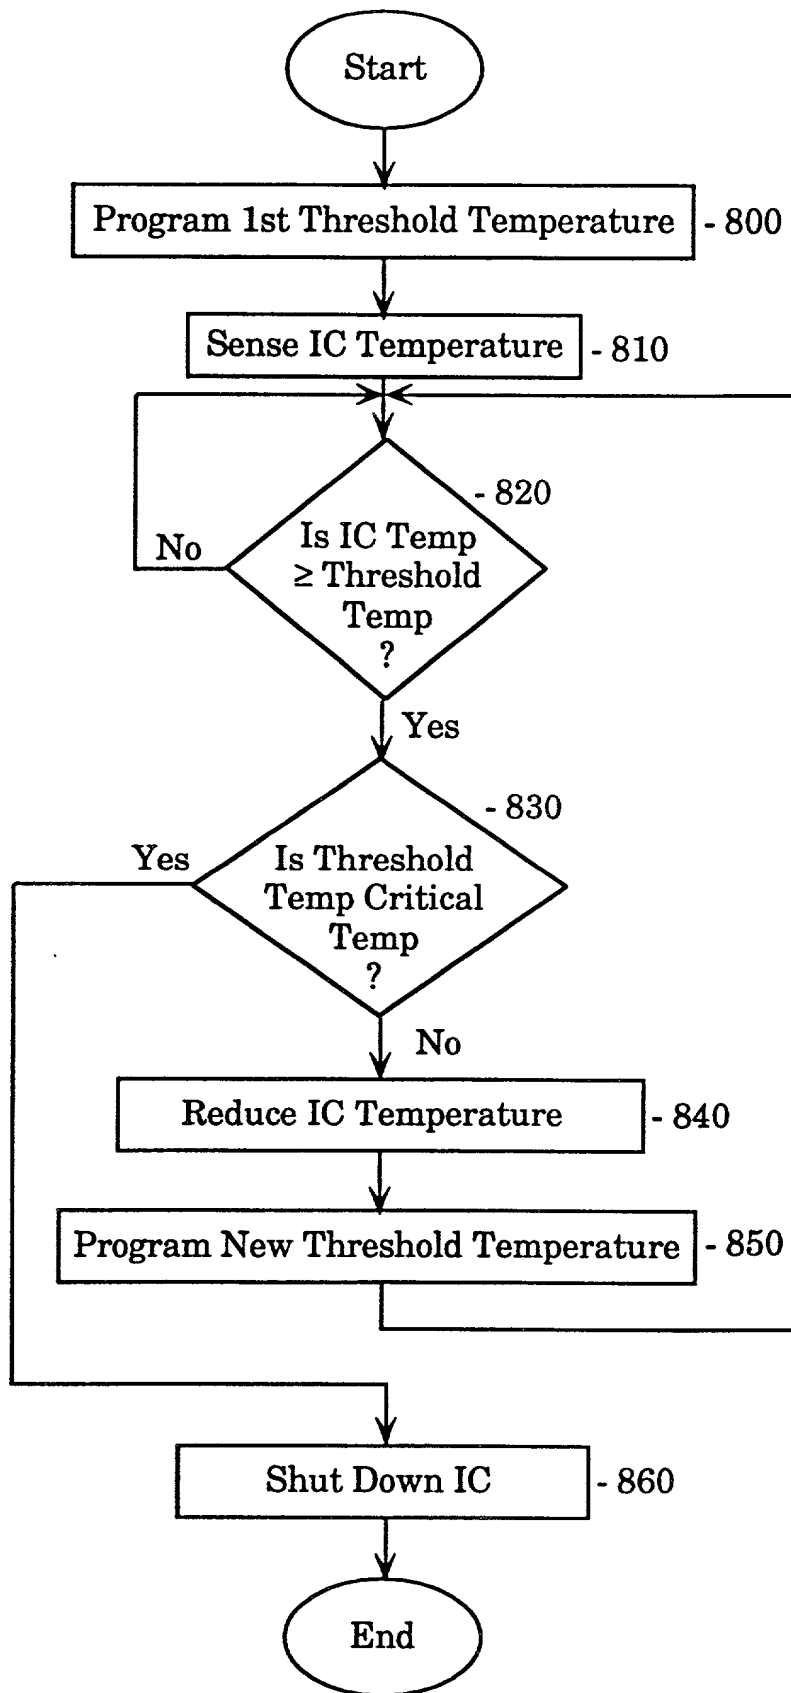 Start
Program 1st Threshold Temperature - 800
Sense IC Temperature - 810
- 820
Is IC Temp
≥ Threshold
Temp
?
No
Yes
- 830
Yes
Is Threshold
Temp Critical
Temp
?
No
Reduce IC Temperature - 840
Program New Threshold Temperature - 850
Shut Down IC - 860
End